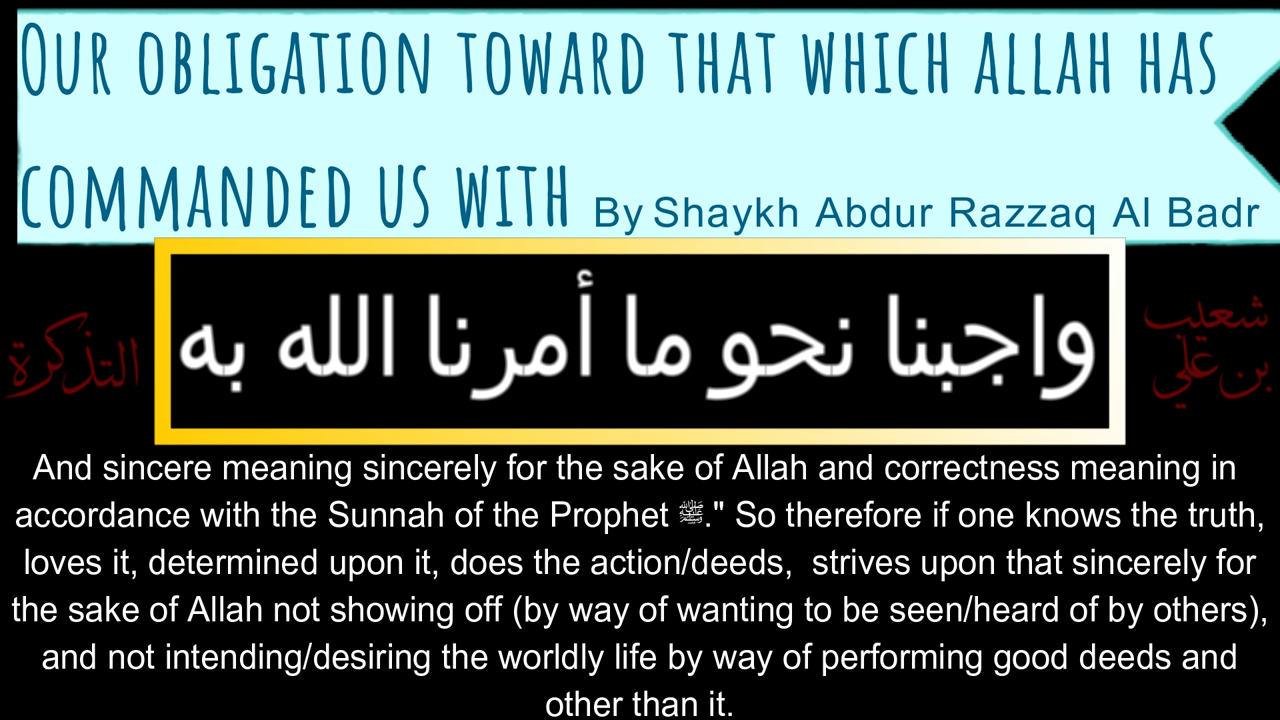 OUR OBLIGATION TOWARD THAT WHICH ALLAH HAS
COMMANDED US WITH By Shaykh Abdur Razzaq Al Badr
واجبنا نحو ما أمرنا الله به
شعيب
بن علي
التذكرة
And sincere meaning sincerely for the sake of Allah and correctness meaning in
accordance with the Sunnah of the Prophet ﷺ." So therefore if one knows the truth,
loves it, determined upon it, does the action/deeds,  strives upon that sincerely for
the sake of Allah not showing off (by way of wanting to be seen/heard of by others),
and not intending/desiring the worldly life by way of performing good deeds and
other than it.